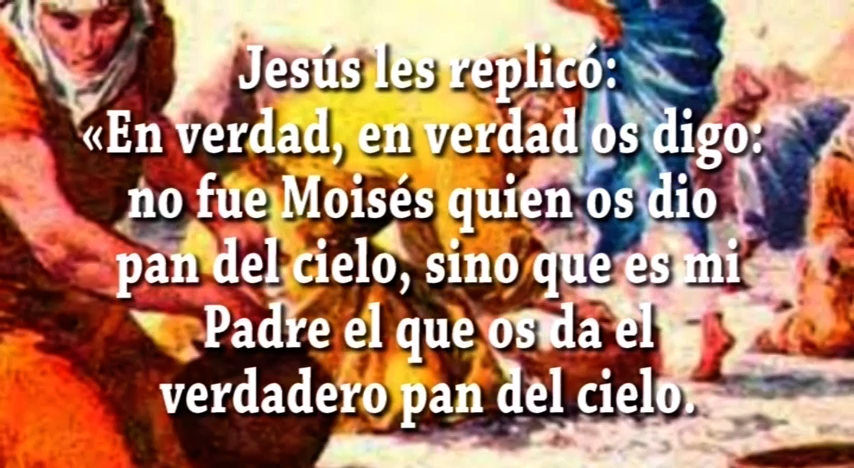 Jesús les replicó:
«En verdad, en verdad os digo:
no fue Moisés quien os dio
pan del cielo, sino que es mi
Padre el que os da el
verdadero pan del cielo.